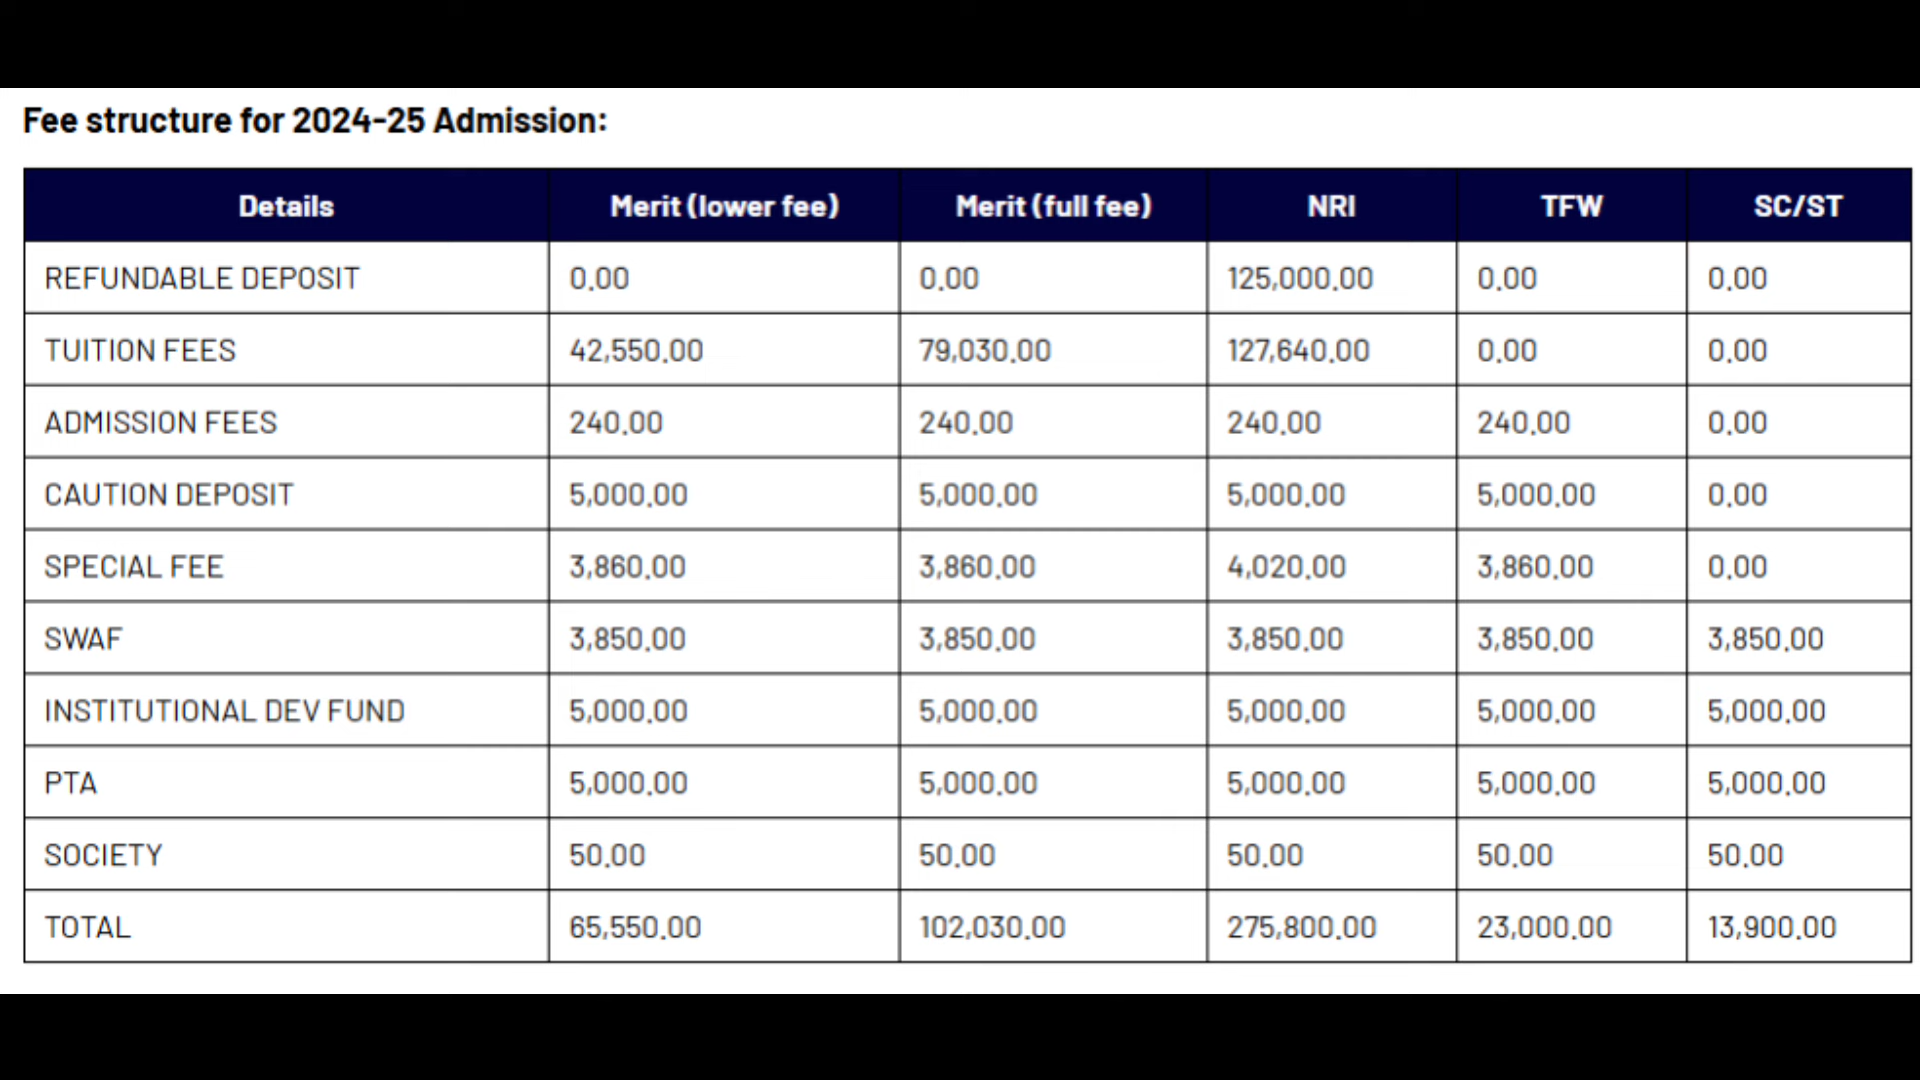 Fee structure for 2024-25 Admission:
Details Merit (lower fee) Merit (full fee) NRI TFW SC/ST
REFUNDABLE DEPOSIT 0.00 0.00 125,000.00 0.00 0.00
TUITION FEES 42,550.00 79,030.00 127,640.00 0.00 0.00
ADMISSION FEES 240.00 240.00 240.00 240.00 0.00
CAUTION DEPOSIT 5,000.00 5,000.00 5,000.00 5,000.00 0.00
SPECIAL FEE 3,860.00 3,860.00 4,020.00 3,860.00 0.00
SWAF 3,850.00 3,850.00 3,850.00 3,850.00 3,850.00
INSTITUTIONAL DEV FUND 5,000.00 5,000.00 5,000.00 5,000.00 5,000.00
PTA 5,000.00 5,000.00 5,000.00 5,000.00 5,000.00
SOCIETY 50.00 50.00 50.00 50.00 50.00
TOTAL 65,550.00 102,030.00 275,800.00 23,000.00 13,900.00